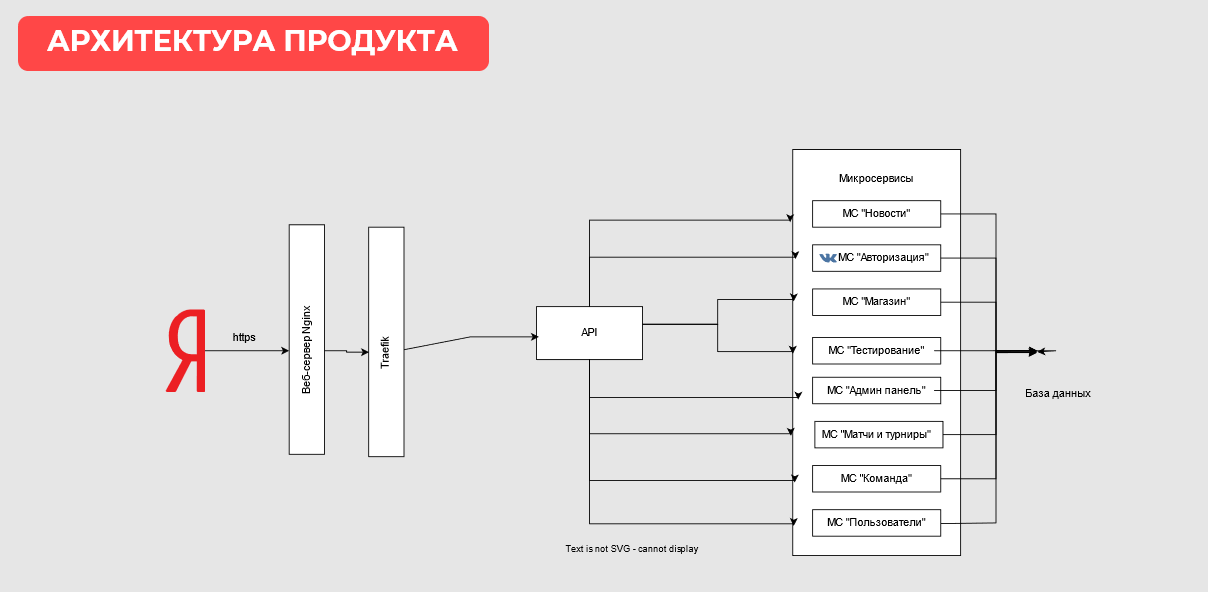 АРХИТЕКТУРА ПРОДУКТА
Я
https
Веб-сервер Nginx
Traefik
API
Микросервисы
МС "Новости"
МС "Авторизация"
МС "Магазин"
МС "Тестирование"
МС "Админ панель"
МС "Матчи и турниры"
МС "Команда"
МС "Пользователи"
База данных
Text is not SVG - cannot display